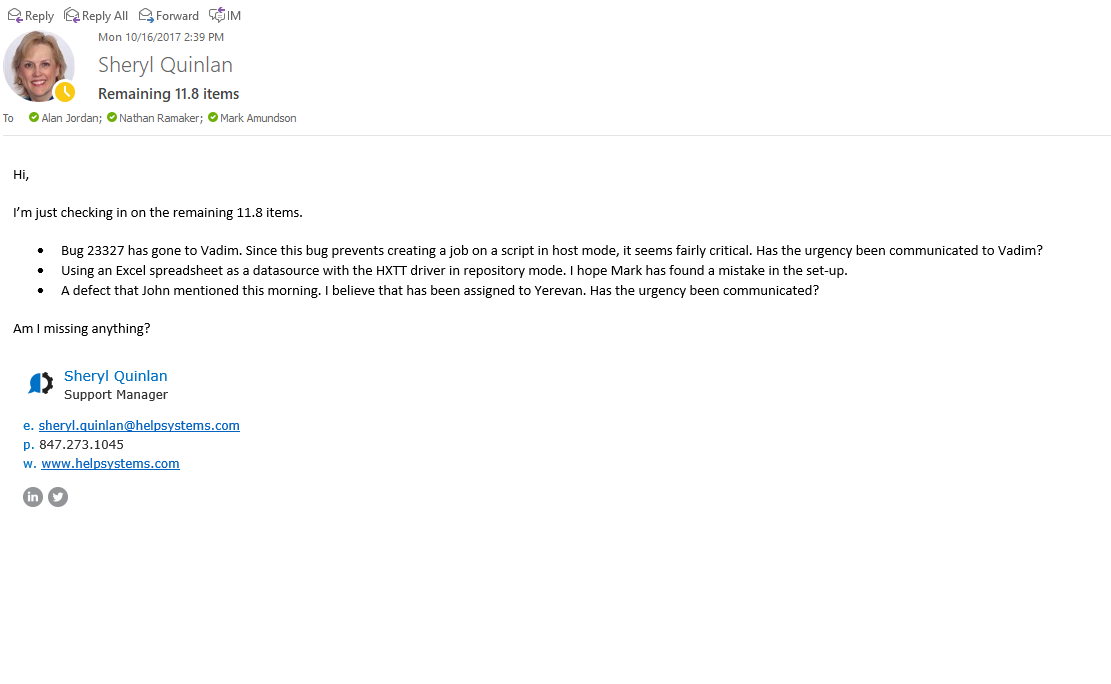 Reply Reply All Forward IM
Mon 10/16/2017 2:39 PM
Sheryl Quinlan
Remaining 11.8 items
To Alan Jordan; Nathan Ramaker; Mark Amundson
Hi,
I'm just checking in on the remaining 11.8 items.
• Bug 23327 has gone to Vadim. Since this bug prevents creating a job on a script in host mode, it seems fairly critical. Has the urgency been communicated to Vadim?
• Using an Excel spreadsheet as a datasource with the HXTT driver in repository mode. I hope Mark has found a mistake in the set-up.
• A defect that John mentioned this morning. I believe that has been assigned to Yerevan. Has the urgency been communicated?
Am I missing anything?
Sheryl Quinlan
Support Manager
e. sheryl.quinlan@helpsystems.com
p. 847.273.1045
w. www.helpsystems.com
in